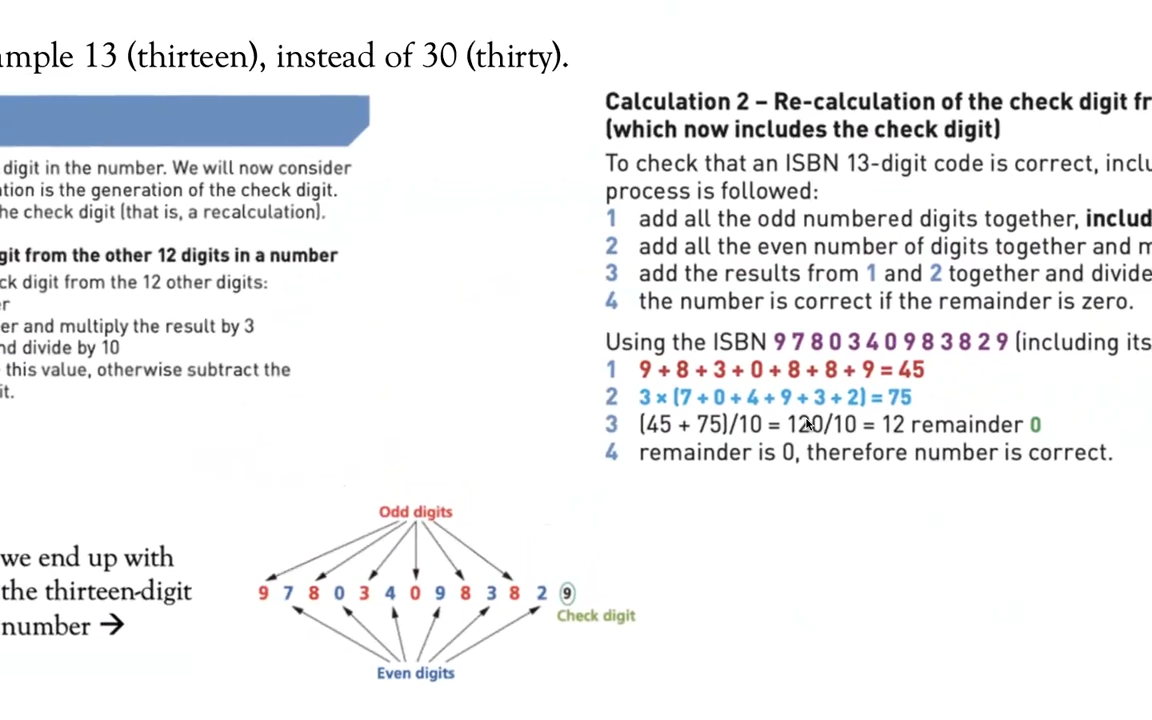 ample 13 (thirteen), instead of 30 (thirty).
digit in the number. We will now consider
ation is the generation of the check digit.
he check digit (that is, a recalculation).
git from the other 12 digits in a number
ck digit from the 12 other digits:
er
er and multiply the result by 3
nd divide by 10
this value, otherwise subtract the
it.
Calculation 2 – Re-calculation of the check digit fr
(which now includes the check digit)
To check that an ISBN 13-digit code is correct, inclu
process is followed:
1 add all the odd numbered digits together, includ
2 add all the even number of digits together and m
3 add the results from 1 and 2 together and divide
4 the number is correct if the remainder is zero.
Using the ISBN 9 7 8 0 3 4 0 9 8 3 8 2 9 (including its
1 9 + 8 + 3 + 0 + 8 + 8 + 9 = 45
2 3 × (7 + 0 + 4 + 9 + 3 + 2) = 75
3 (45 + 75)/10 = 120/10 = 12 remainder 0
4 remainder is 0, therefore number is correct.
we end up with
the thirteen-digit
number →
Odd digits
9 7 8 0 3 4 0 9 8 3 8 2 9
Check digit
Even digits